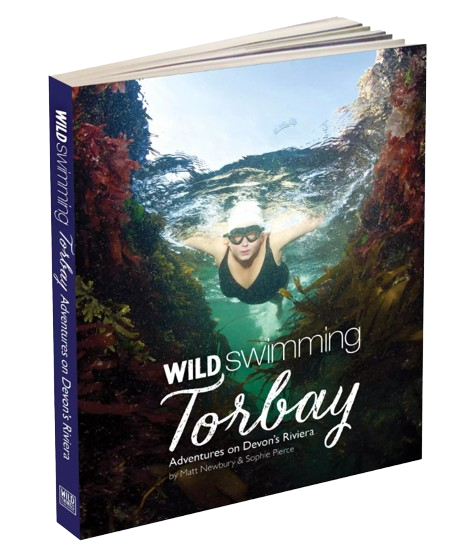 WILD swimming
Torbay
Adventures on Devon's Riviera
by Matt Newbury & Sophie Pierce
WILD swimming Torbay Adventures on Devon's Riviera
WILD